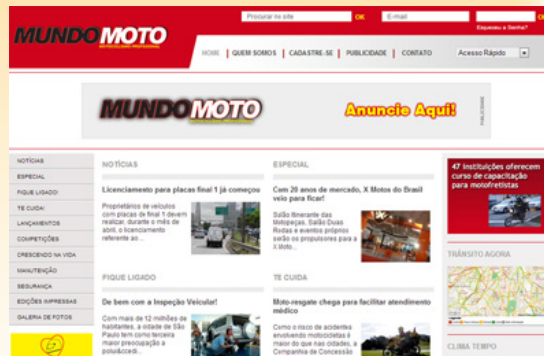 MUNDO MOTO
MOTOCICLISMO PROFISSIONAL
Procurar no site
OK
E-mail
OK
Esqueceu a Senha?
HOME | QUEM SOMOS | CADASTRE-SE | PUBLICIDADE | CONTATO
Acesso Rápido
MUNDO MOTO
Anuncie Aqui!
PUBLICIDADE
NOTÍCIAS
ESPECIAL
FIQUE LIGADO!
TE CUIDA!
LANÇAMENTOS
COMPETIÇÕES
CRESCENDO NA VIDA
MANUTENÇÃO
SEGURANÇA
EDIÇÕES IMPRESSAS
GALERIA DE FOTOS
NOTÍCIAS
Licenciamento para placas final 1 já começou
Proprietários de veículos
com placas de final 1 devem
realizar, durante o mês de
abril, o licenciamento
referente ao ...
ESPECIAL
Com 20 anos de mercado, X Motos do Brasil
veio para ficar!
Salão Itinerante das
Motopeças, Salão Duas
Rodas e eventos próprios
serão os propulsores para a
X Moto...
FIQUE LIGADO
De bem com a Inspeção Veicular!
Com mais de 12 milhões de
habitantes, a cidade de São
Paulo tem como terceira
maior preocupação a
polui&ccedi...
TE CUIDA
Moto-resgate chega para facilitar atendimento
médico
Como o risco de acidentes
envolvendo motocicletas é
maior do que nas cidades, a
Companhia de Concessão
47 instituições oferecem
curso de capacitação
para motofretistas
TRÂNSITO AGORA
CLIMA TEMPO